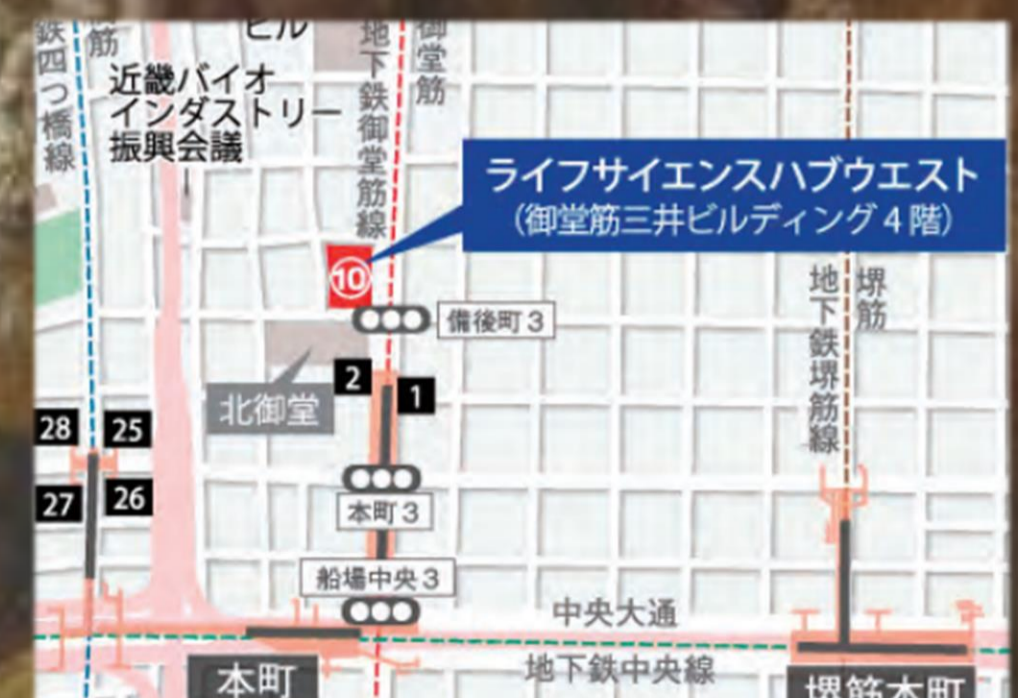 鉄四つ橋線
筋
ビル
地下鉄御堂筋線
御堂筋
近畿バイオ
インダストリー
振興会議
ライフサイエンスハブウエスト
(御堂筋三井ビルディング4階)
10
備後町3
地下鉄堺筋線
堺筋
2
1
北御堂
28
25
27
26
本町3
船場中央3
中央大通
地下鉄中央線
本町
堺筋本町